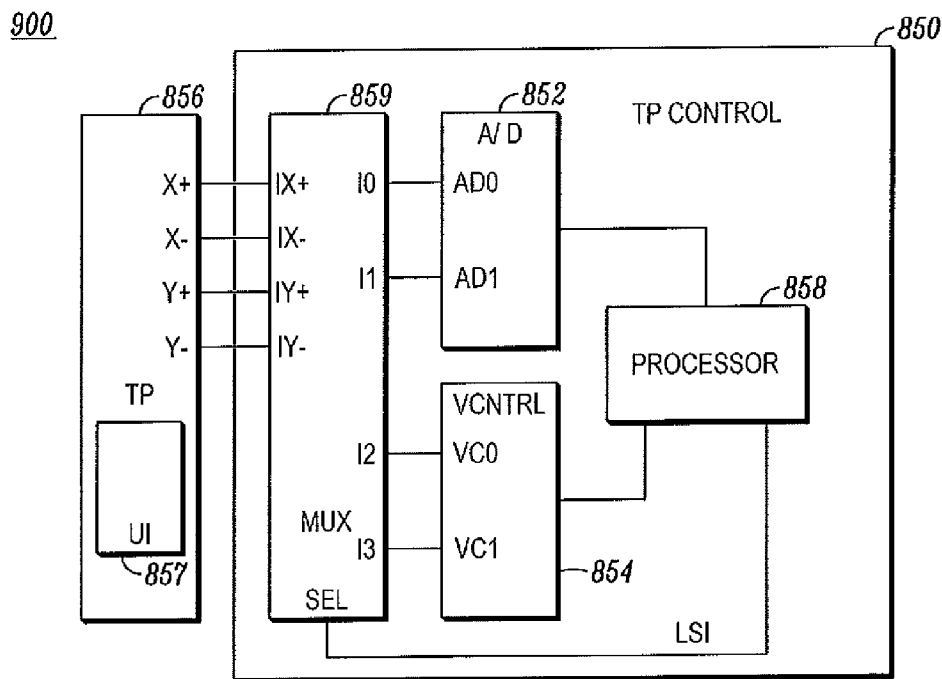 900
850
856
859
852
TP CONTROL
A/D
X+
IX+
I0
AD0
X-
IX-
Y+
IY+
I1
AD1
858
Y-
IY-
PROCESSOR
TP
VCNTRL
I2
VC0
MUX
UI
I3
VC1
857
854
SEL
LSI